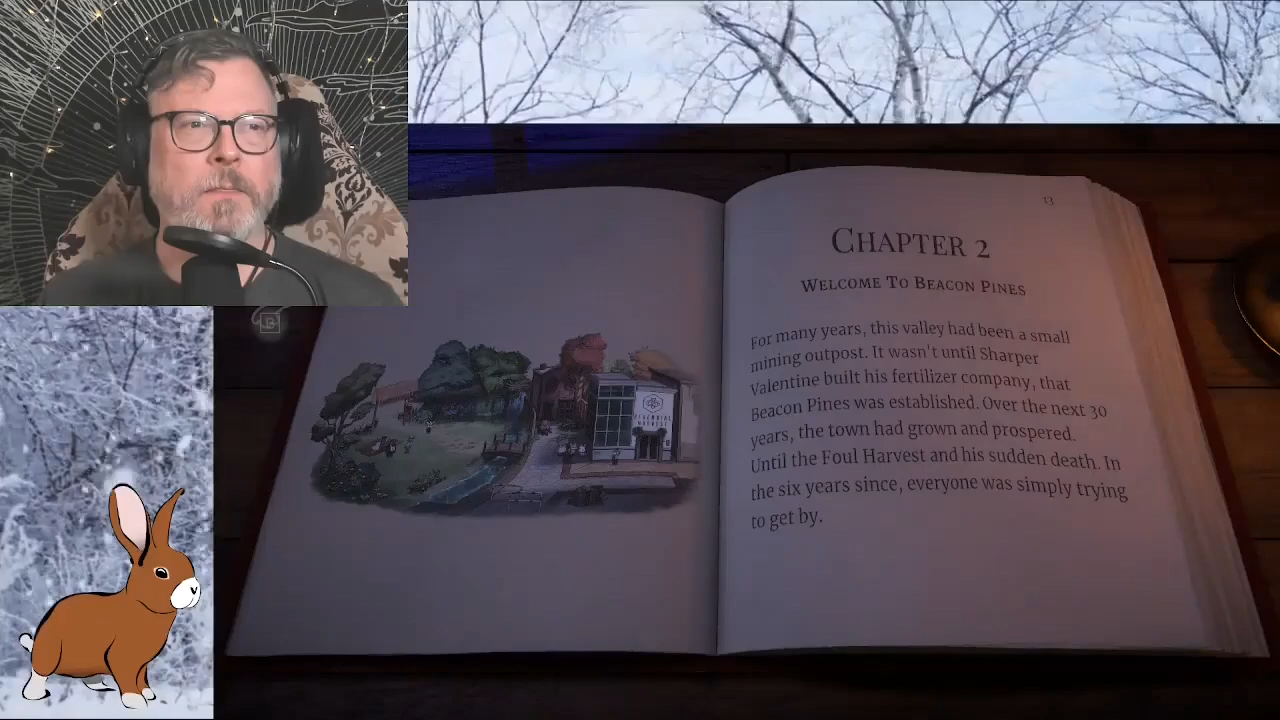 13
CHAPTER 2
WELCOME TO BEACON PINES
For many years, this valley had been a small
mining outpost. It wasn't until Sharper
Valentine built his fertilizer company, that
Beacon Pines was established. Over the next 30
years, the town had grown and prospered.
Until the Foul Harvest and his sudden death. In
the six years since, everyone was simply trying
to get by.
PERENNIAL
HARVEST
B